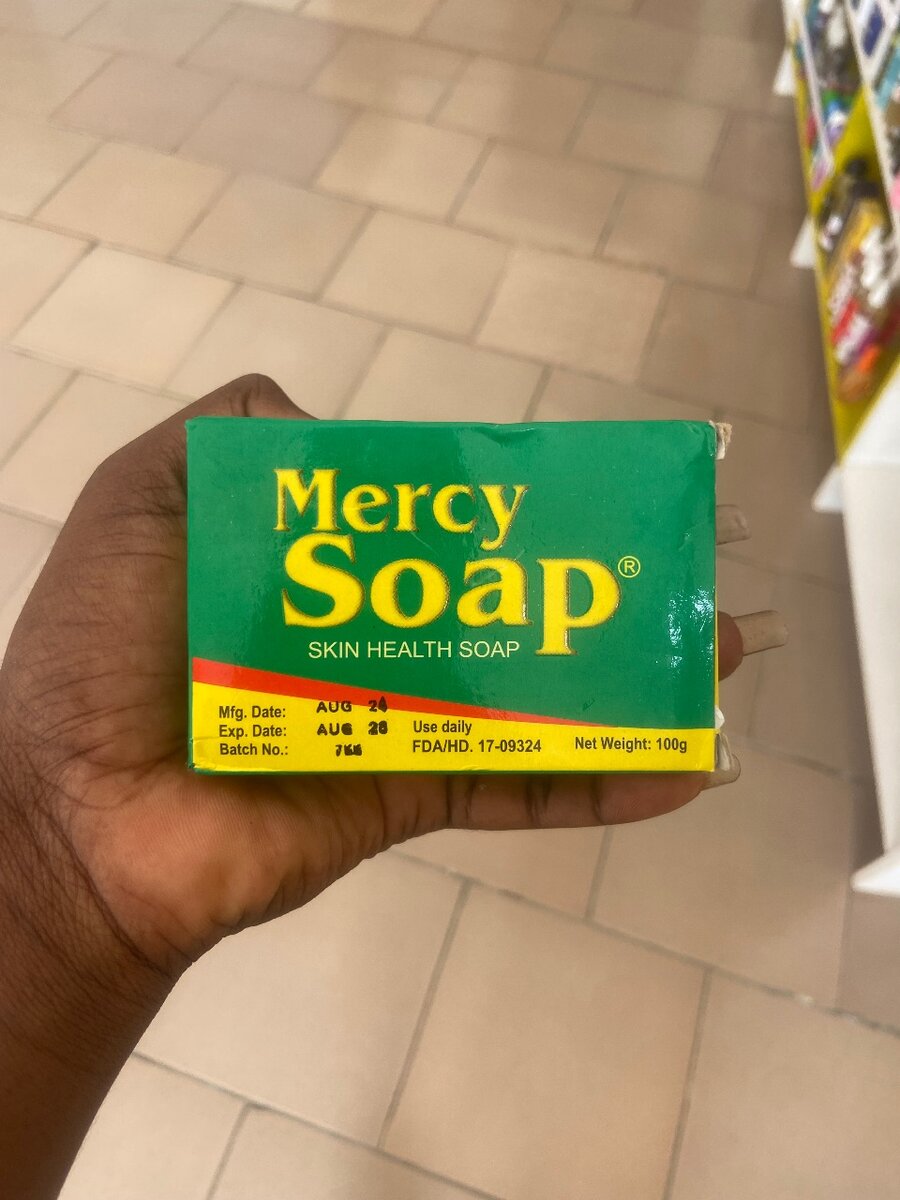 Mercy
Soap®
SKIN HEALTH SOAP
Mfg. Date: AUG 24
Exp. Date: AUG 28
Batch No.:
Use daily
FDA/HD. 17-09324
Net Weight: 100g